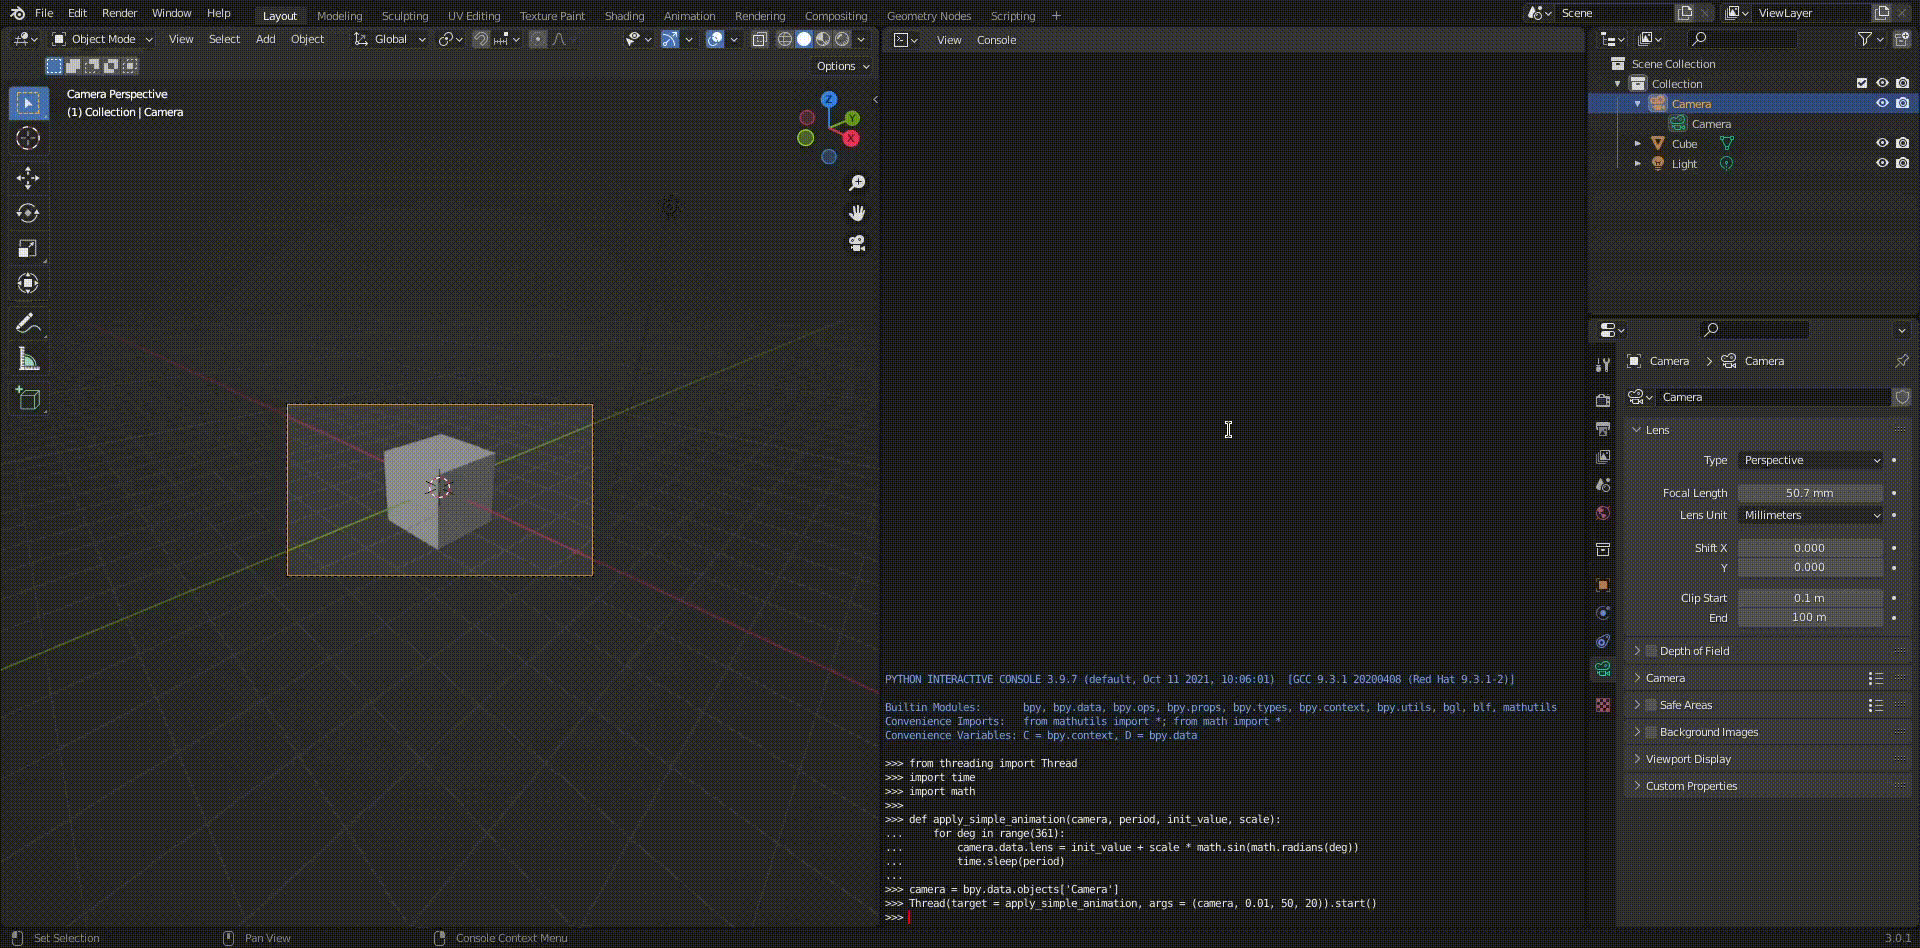 File Edit Render Window Help Layout Modeling Sculpting UV Editing Texture Paint Shading Animation Rendering Compositing Geometry Nodes Scripting + Scene ViewLayer
Object Mode View Select Add Object Global
Options
Camera Perspective
(1) Collection | Camera
Z
Y
X
View Console
PYTHON INTERACTIVE CONSOLE 3.9.7 (default, Oct 11 2021, 10:06:01)  [GCC 9.3.1 20200408 (Red Hat 9.3.1-2)]
Builtin Modules:       bpy, bpy.data, bpy.ops, bpy.props, bpy.types, bpy.context, bpy.utils, bgl, blf, mathutils
Convenience Imports:   from mathutils import *; from math import *
Convenience Variables: C = bpy.context, D = bpy.data
>>> from threading import Thread
>>> import time
>>> import math
>>>
>>> def apply_simple_animation(camera, period, init_value, scale):
...     for deg in range(361):
...         camera.data.lens = init_value + scale * math.sin(math.radians(deg))
...         time.sleep(period)
...
>>> camera = bpy.data.objects['Camera']
>>> Thread(target = apply_simple_animation, args = (camera, 0.01, 50, 20)).start()
>>>
Scene Collection
Collection
Camera
Camera
Cube
Light
Camera > Camera
Camera
Lens
Type Perspective
Focal Length 50.7 mm
Lens Unit Millimeters
Shift X 0.000
Y 0.000
Clip Start 0.1 m
End 100 m
Depth of Field
Camera
Safe Areas
Background Images
Viewport Display
Custom Properties
Set Selection Pan View Console Context Menu 3.0.1